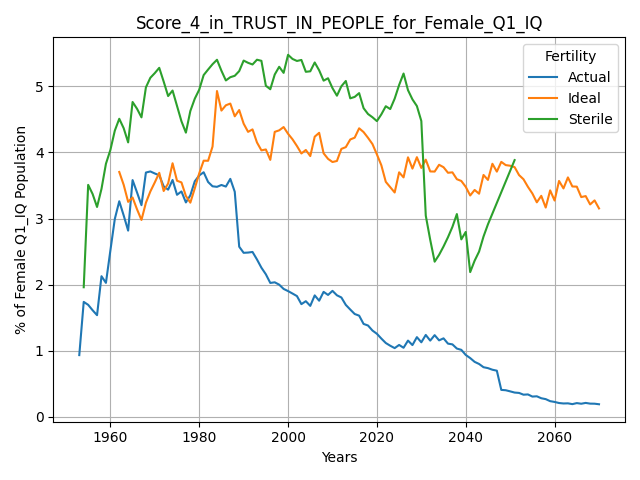 Score_4_in_TRUST_IN_PEOPLE_for_Female_Q1_IQ
Fertility
Actual
Ideal
Sterile
% of Female Q1_IQ Population
5
4
3
2
1
0
1960 1980 2000 2020 2040 2060
Years